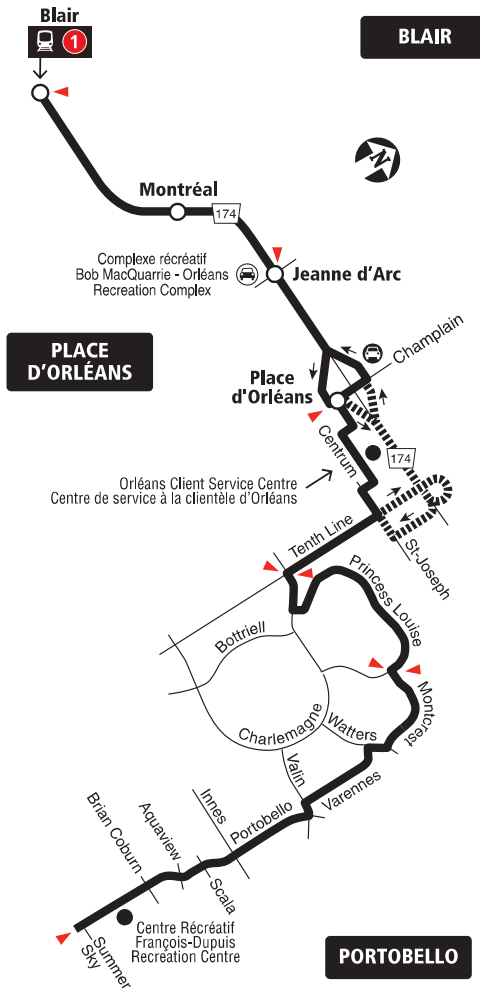 Blair
1
BLAIR
N
Montréal
174
Complexe récréatif
Bob MacQuarrie - Orléans
Recreation Complex
Jeanne d'Arc
PLACE
D'ORLÉANS
Champlain
Place
d'Orléans
Centrum
174
Orléans Client Service Centre
Centre de service à la clientèle d'Orléans
Tenth Line
St-Joseph
Princess Louise
Bottriell
Montcrest
Charlemagne
Watters
Valin
Varennes
Portobello
Innes
Aquaview
Brian Coburn
Scala
Centre Récréatif
François-Dupuis
Recreation Centre
Summer
Sky
PORTOBELLO